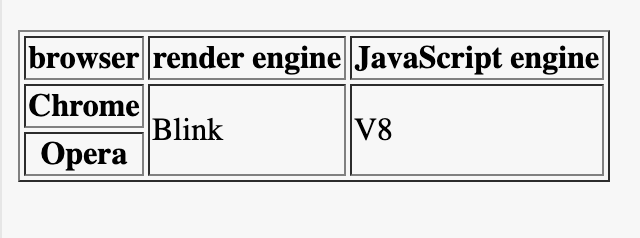 browser render engine JavaScript engine
Chrome
Blink V8
Opera